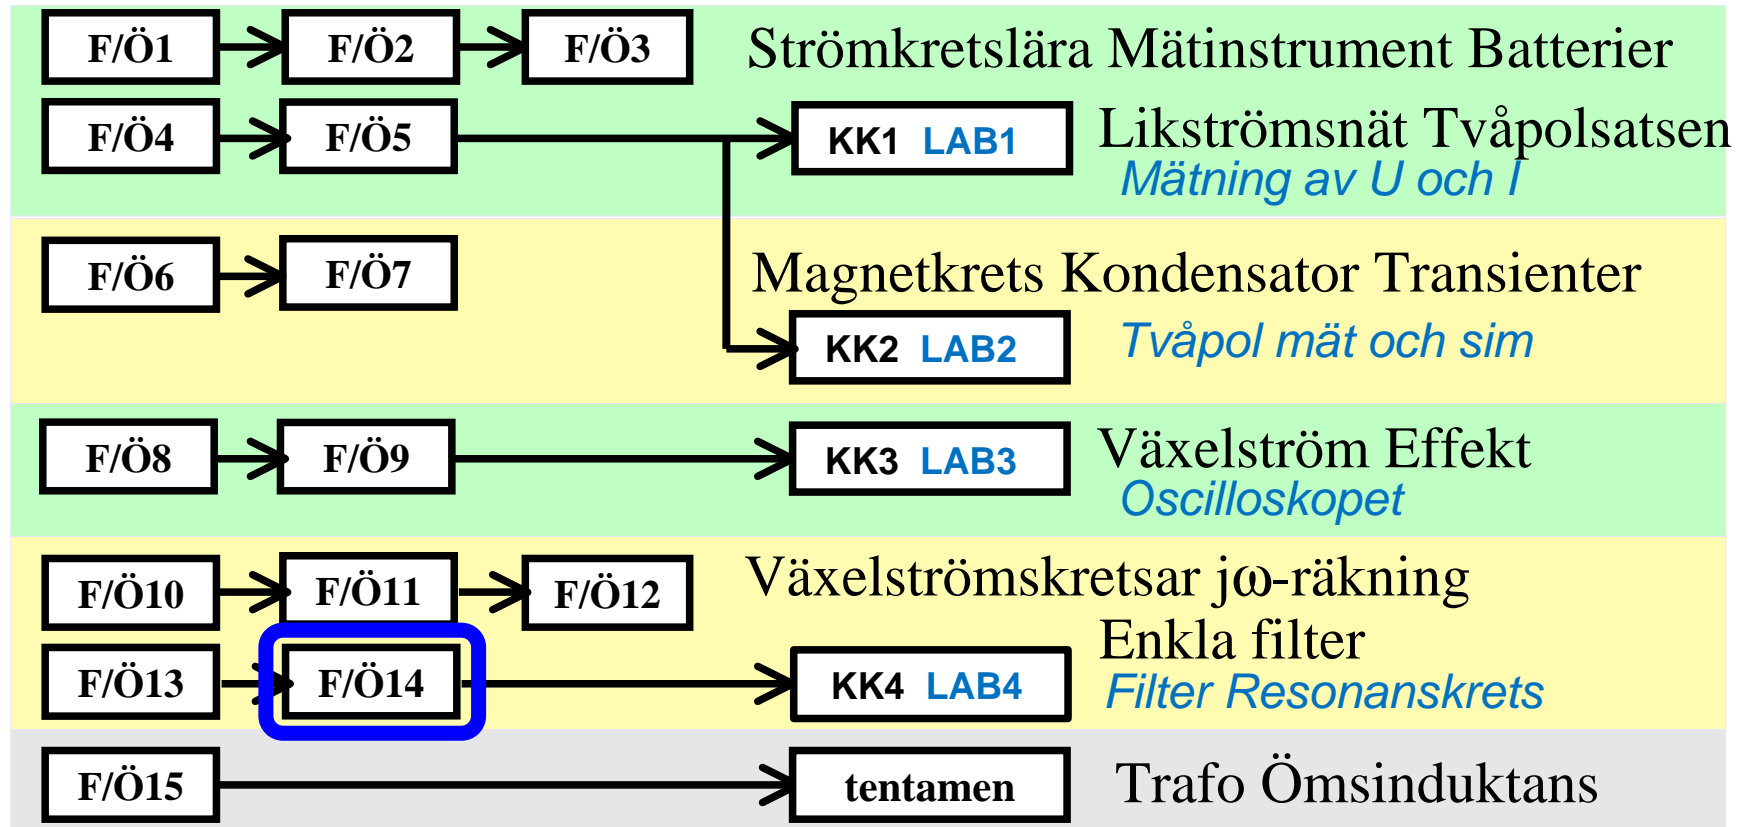 F/Ö1 F/Ö2 F/Ö3 Strömkretslära Mätinstrument Batterier
F/Ö4 F/Ö5 KK1 LAB1 Likströmsnät Tvåpolsatsen
Mätning av U och I
F/Ö6 F/Ö7 Magnetkrets Kondensator Transienter
KK2 LAB2 Tvåpol mät och sim
F/Ö8 F/Ö9 KK3 LAB3 Växelström Effekt
Oscilloskopet
F/Ö10 F/Ö11 F/Ö12 Växelströmskretsar jω-räkning
Enkla filter
F/Ö13 F/Ö14 KK4 LAB4 Filter Resonanskrets
F/Ö15 tentamen Trafo Ömsinduktans